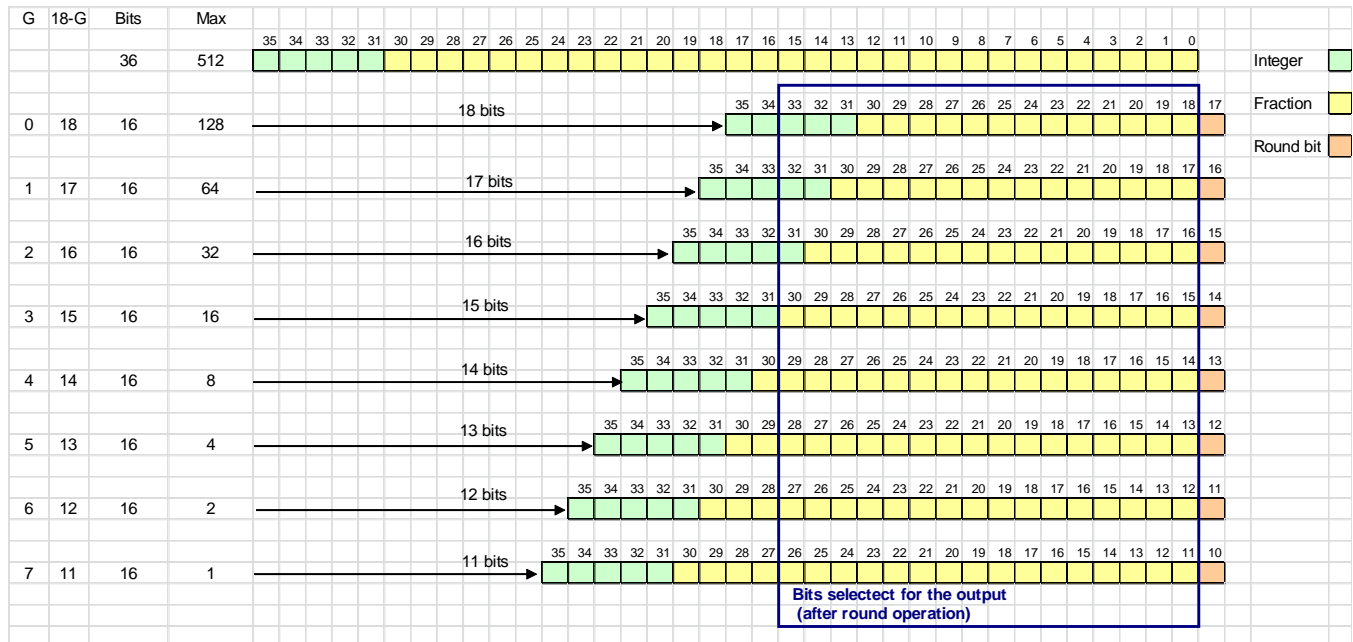 G 18-G Bits Max
35 34 33 32 31 30 29 28 27 26 25 24 23 22 21 20 19 18 17 16 15 14 13 12 11 10 9 8 7 6 5 4 3 2 1 0
36 512 Integer
35 34 33 32 31 30 29 28 27 26 25 24 23 22 21 20 19 18 17 Fraction
18 bits
0 18 16 128
Round bit
35 34 33 32 31 30 29 28 27 26 25 24 23 22 21 20 19 18 17 16
17 bits
1 17 16 64
35 34 33 32 31 30 29 28 27 26 25 24 23 22 21 20 19 18 17 16 15
16 bits
2 16 16 32
35 34 33 32 31 30 29 28 27 26 25 24 23 22 21 20 19 18 17 16 15 14
15 bits
3 15 16 16
35 34 33 32 31 30 29 28 27 26 25 24 23 22 21 20 19 18 17 16 15 14 13
14 bits
4 14 16 8
35 34 33 32 31 30 29 28 27 26 25 24 23 22 21 20 19 18 17 16 15 14 13 12
13 bits
5 13 16 4
35 34 33 32 31 30 29 28 27 26 25 24 23 22 21 20 19 18 17 16 15 14 13 12 11
12 bits
6 12 16 2
35 34 33 32 31 30 29 28 27 26 25 24 23 22 21 20 19 18 17 16 15 14 13 12 11 10
11 bits
7 11 16 1
Bits selectect for the output
(after round operation)